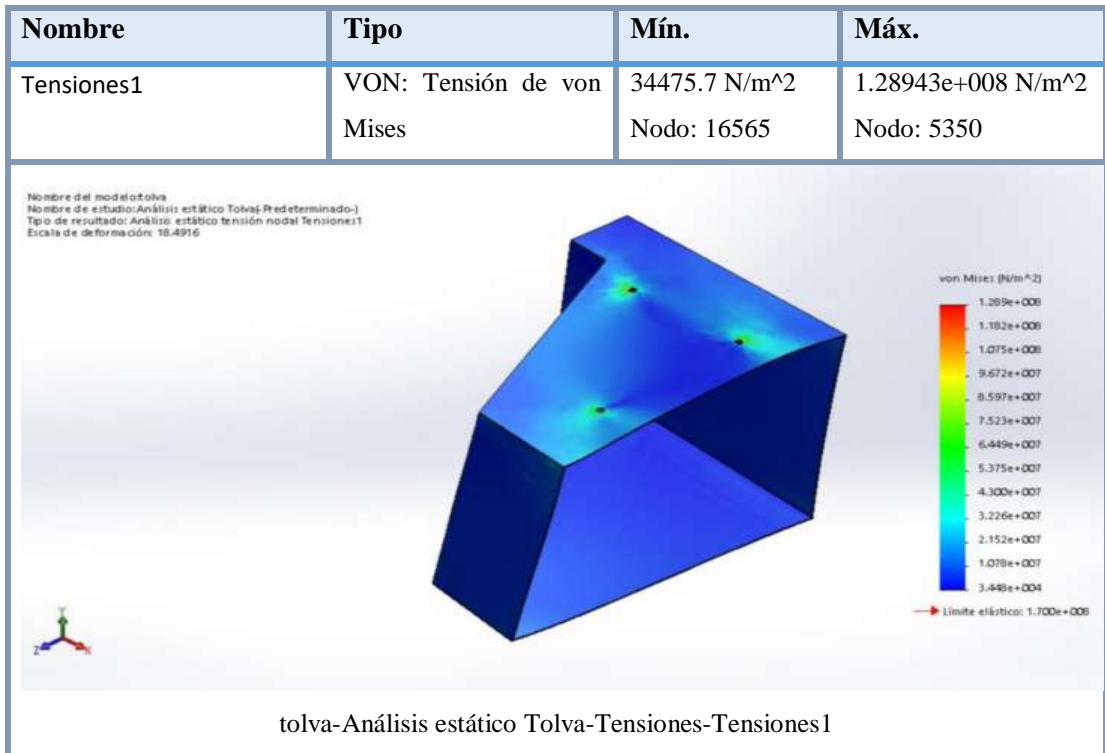 Nombre
Tipo
Mín.
Máx.
Tensiones1
VON: Tensión de von
Mises
34475.7 N/m^2
Nodo: 16565
1.28943e+008 N/m^2
Nodo: 5350
Nombre del modelo:tolva
Nombre de estudio:Análisis estático Tolva(-Predeterminado-)
Tipo de resultado: Análisis estático tensión nodal Tensiones1
Escala de deformación: 18.4916
von Mises (N/m^2)
1.289e+008
1.182e+008
1.075e+008
9.672e+007
8.597e+007
7.523e+007
6.449e+007
5.375e+007
4.300e+007
3.226e+007
2.152e+007
1.078e+007
3.448e+004
Límite elástico: 1.700e+008
Y
Z
X
tolva-Análisis estático Tolva-Tensiones-Tensiones1